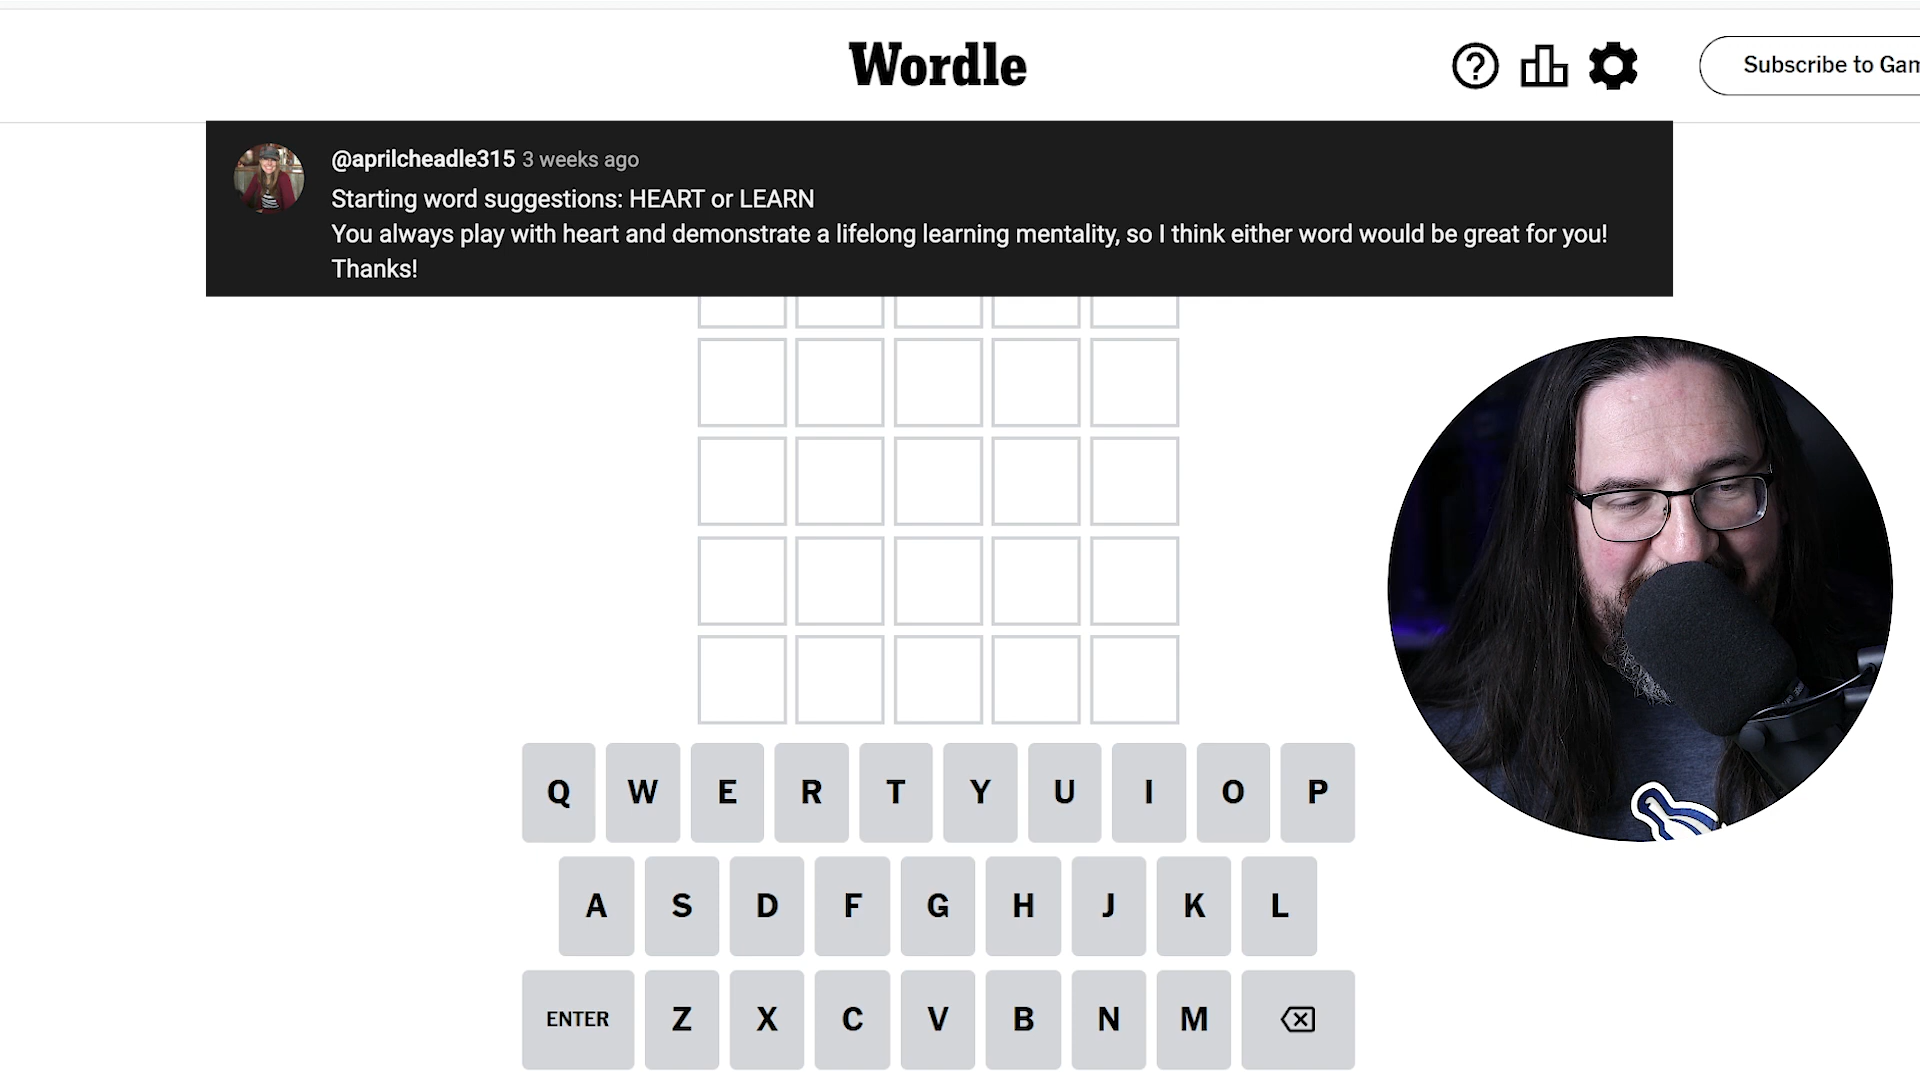 Wordle
Subscribe to Gam
@aprilcheadle315 3 weeks ago
Starting word suggestions: HEART or LEARN
You always play with heart and demonstrate a lifelong learning mentality, so I think either word would be great for you!
Thanks!
Q W E R T Y U I O P
A S D F G H J K L
ENTER Z X C V B N M